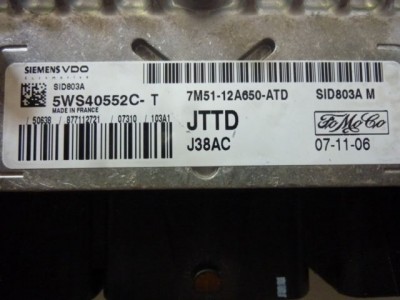 SIEMENS VDO
SID803A
5WS40552C- T
MADE IN FRANCE
7M51-12A650-ATD
SID803A M
JTTD
J38AC
FoMoCo
07-11-06
/ 5063B / 877112721 / 07310 / 103A1